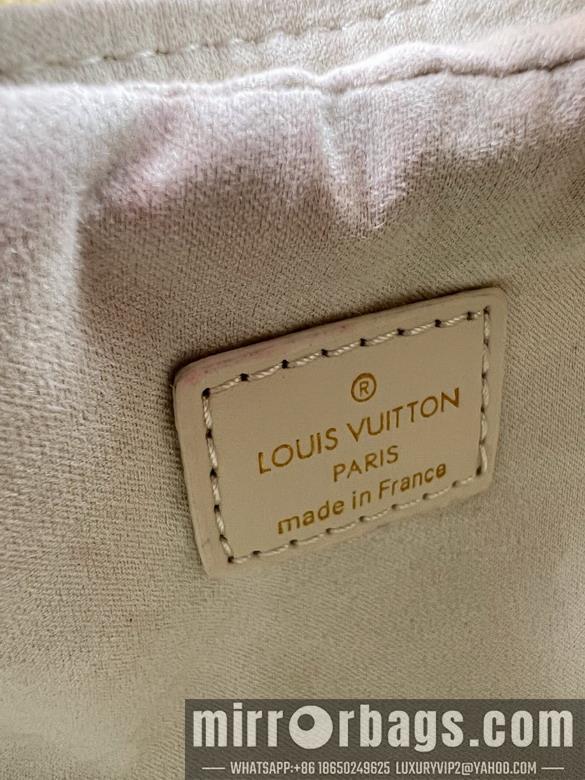 ®
LOUIS VUITTON
PARIS
made in France
mirrorbags.com
WHATSAPP:+86 18650249625 LUXURYVIP2@YAHOO.COM